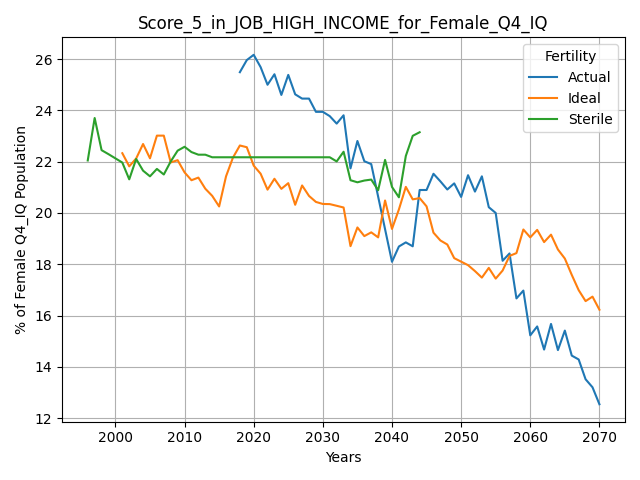 Score_5_in_JOB_HIGH_INCOME_for_Female_Q4_IQ
Fertility
Actual
Ideal
Sterile
% of Female Q4_IQ Population
26
24
22
20
18
16
14
12
2000 2010 2020 2030 2040 2050 2060 2070
Years